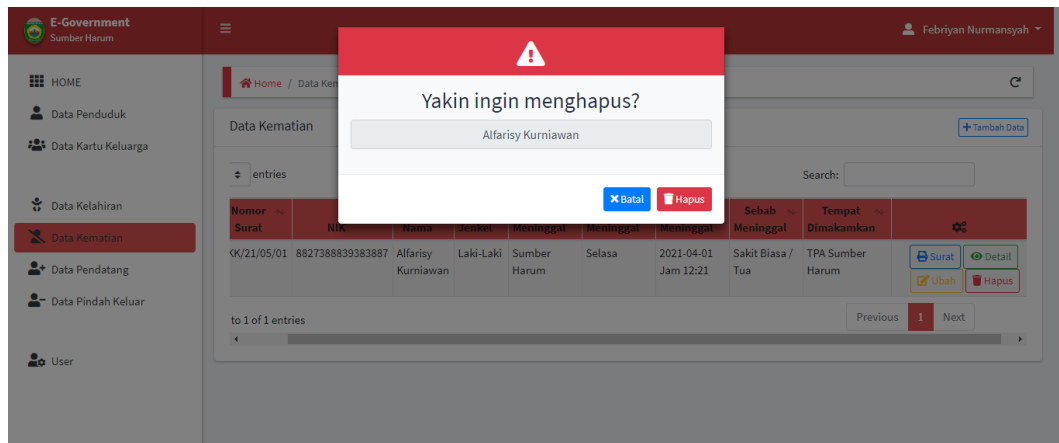 E-Government
Sumber Harum
Febriyan Nurmansyah
HOME
Data Penduduk
Data Kartu Keluarga
Data Kelahiran
Data Kematian
Data Pendatang
Data Pindah Keluar
User
Home / Data Kem
Yakin ingin menghapus?
Alfarisy Kurniawan
Batal
Hapus
Data Kematian
Tambah Data
entries
Search:
Nomor Surat
NIK
Nama
Jenkel
Meninggal
Meninggal
Meninggal
Sebab Meninggal
Tempat Dimakamkan
KK/21/05/01 8827388839383887 Alfarisy Kurniawan Laki-Laki Sumber Harum Selasa 2021-04-01 Jam 12:21 Sakit Biasa / Tua TPA Sumber Harum
Surat
Detail
Ubah
Hapus
to 1 of 1 entries
Previous 1 Next